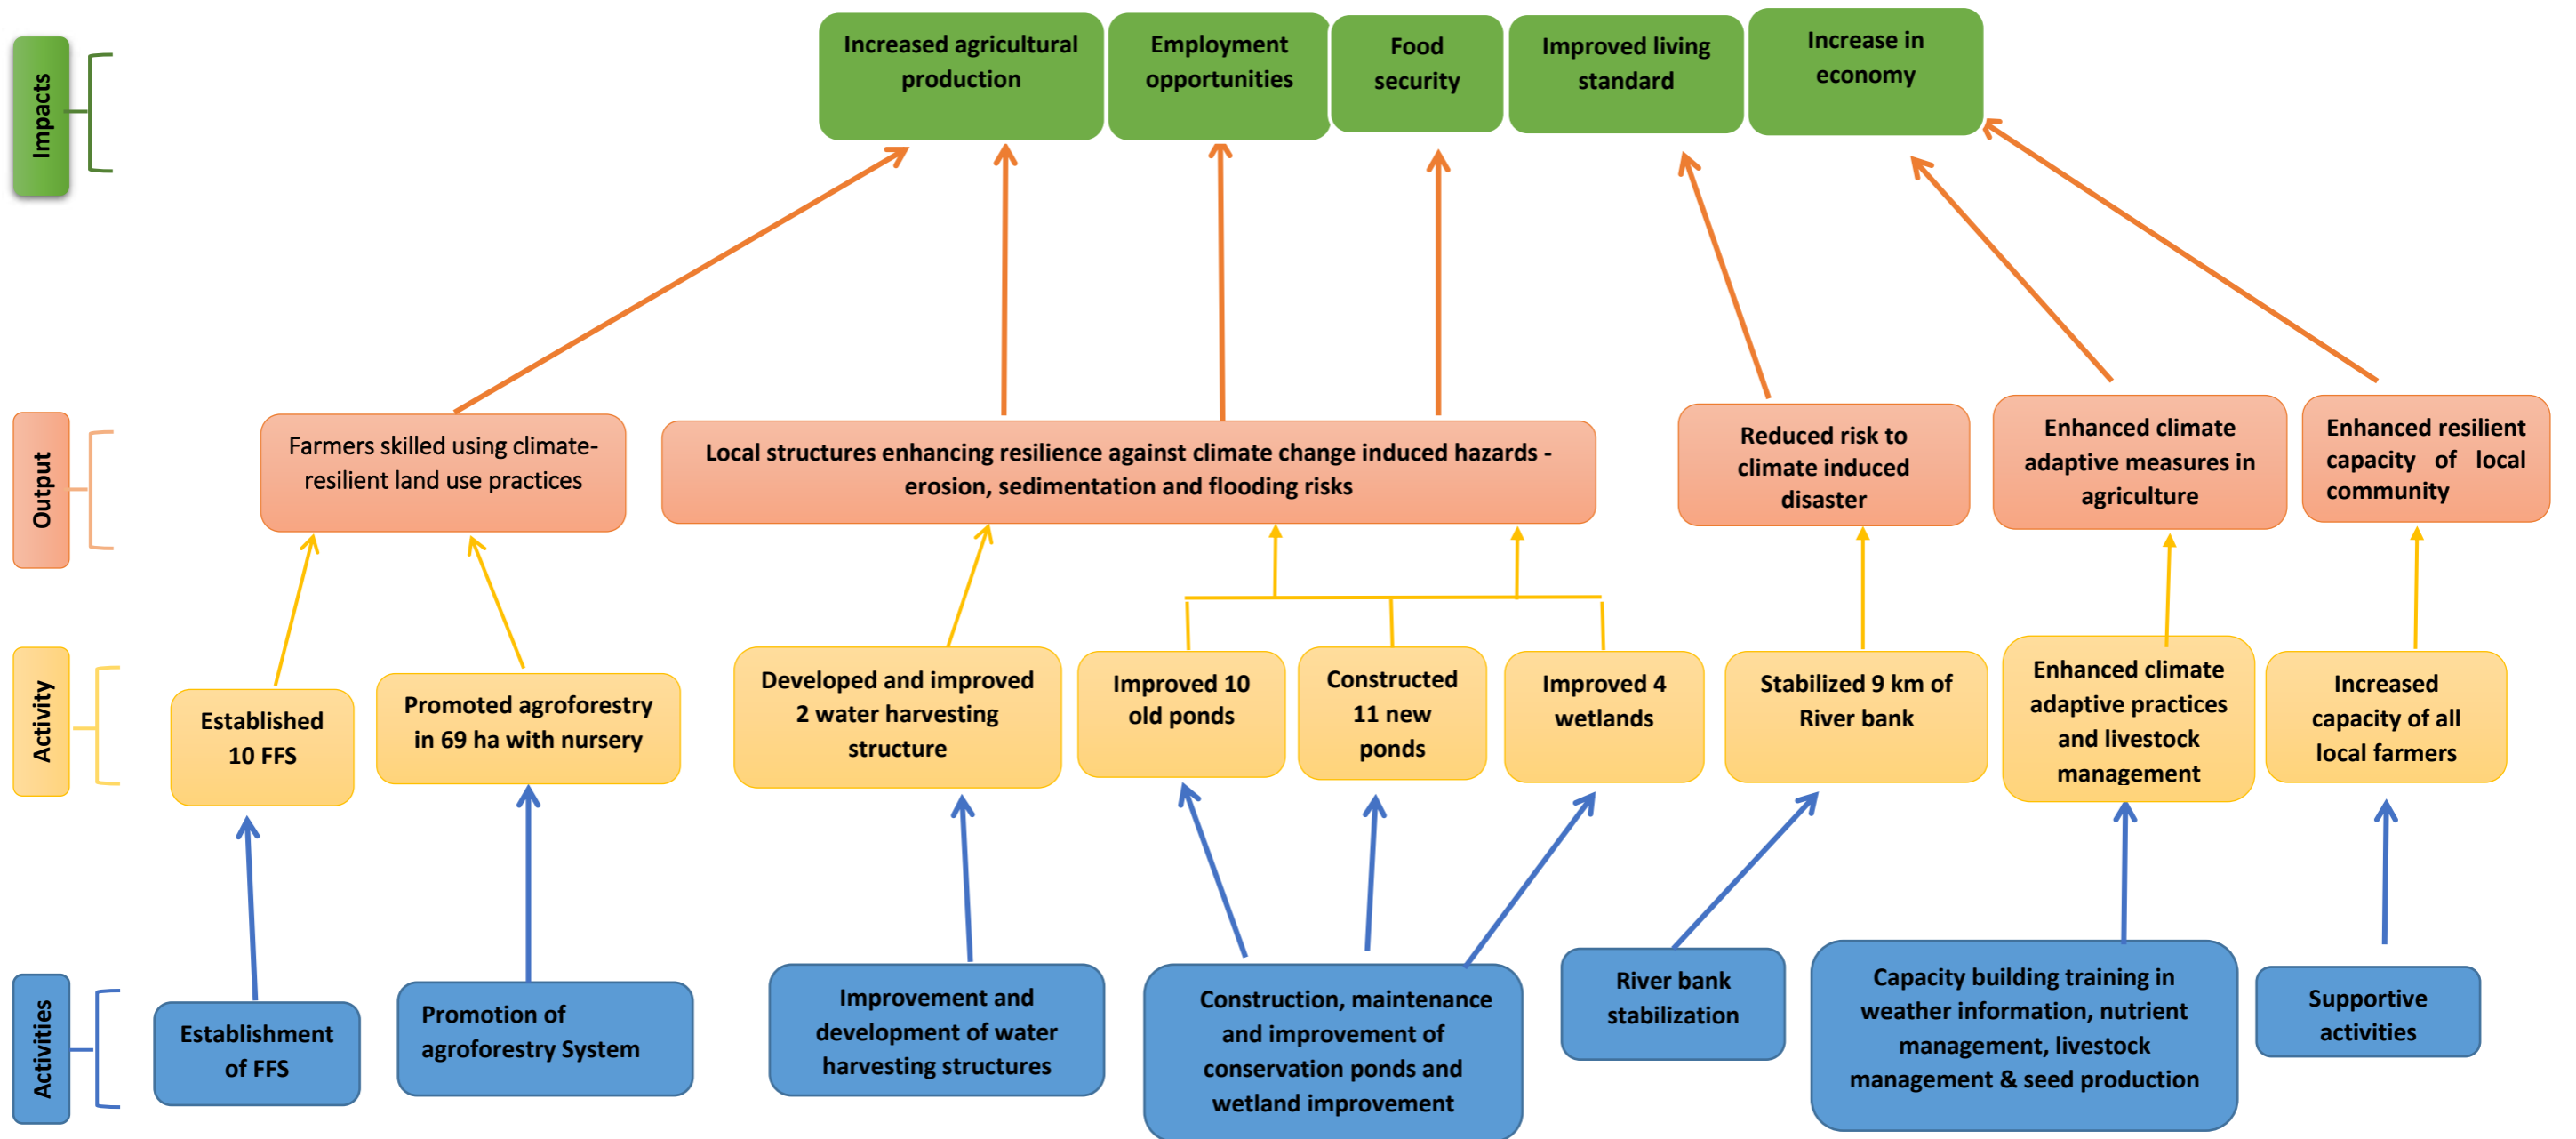 Impacts
Increased agricultural
production
Employment
opportunities
Food
security
Improved living
standard
Increase in
economy
Output
Farmers skilled using climate-
resilient land use practices
Local structures enhancing resilience against climate change induced hazards -
erosion, sedimentation and flooding risks
Reduced risk to
climate induced
disaster
Enhanced climate
adaptive measures in
agriculture
Enhanced resilient
capacity of local
community
Activity
Established
10 FFS
Promoted agroforestry
in 69 ha with nursery
Developed and improved
2 water harvesting
structure
Improved 10
old ponds
Constructed
11 new
ponds
Improved 4
wetlands
Stabilized 9 km of
River bank
Enhanced climate
adaptive practices
and livestock
management
Increased
capacity of all
local farmers
Activities
Establishment
of FFS
Promotion of
agroforestry System
Improvement and
development of water
harvesting structures
Construction, maintenance
and improvement of
conservation ponds and
wetland improvement
River bank
stabilization
Capacity building training in
weather information, nutrient
management, livestock
management & seed production
Supportive
activities